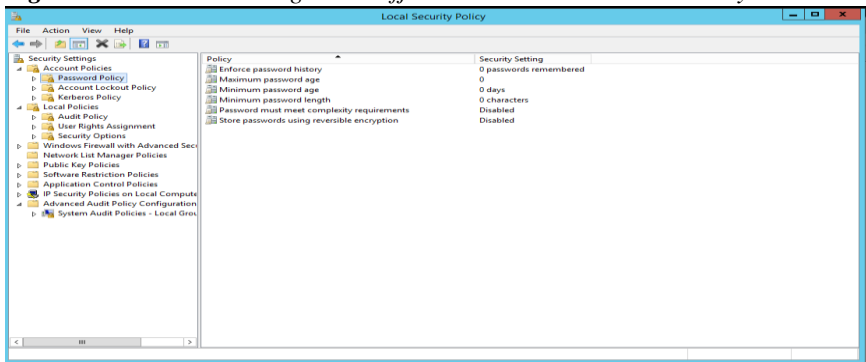 Local Security Policy
File Action View Help
Security Settings
Account Policies
Password Policy
Account Lockout Policy
Kerberos Policy
Local Policies
Audit Policy
User Rights Assignment
Security Options
Windows Firewall with Advanced Secu
Network List Manager Policies
Public Key Policies
Software Restriction Policies
Application Control Policies
IP Security Policies on Local Compute
Advanced Audit Policy Configuration
System Audit Policies - Local Grou
Policy Security Setting
Enforce password history 0 passwords remembered
Maximum password age 0
Minimum password age 0 days
Minimum password length 0 characters
Password must meet complexity requirements Disabled
Store passwords using reversible encryption Disabled